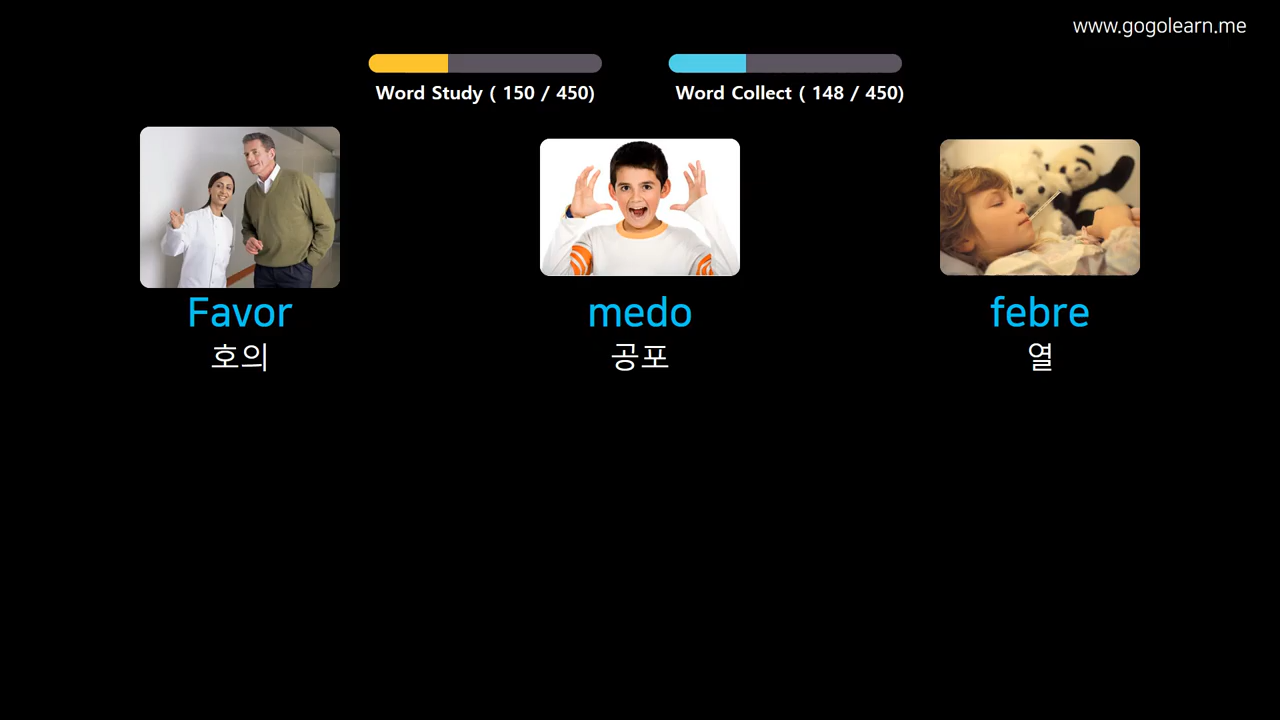 www.gogolearn.me
Word Study ( 150 / 450)
Word Collect ( 148 / 450)
Favor
medo
febre
호의
공포
열